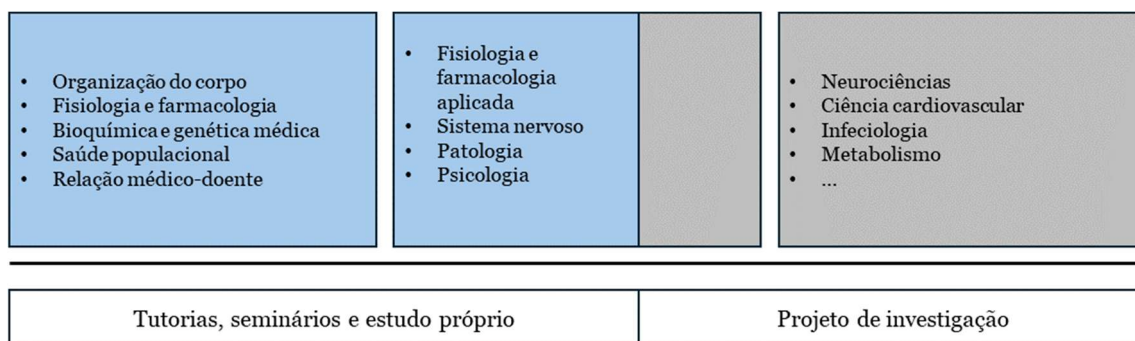 • Organização do corpo
• Fisiologia e farmacologia
• Bioquímica e genética médica
• Saúde populacional
• Relação médico-doente
• Fisiologia e
farmacologia
aplicada
• Sistema nervoso
• Patologia
• Psicologia
• Neurociências
• Ciência cardiovascular
• Infeciologia
• Metabolismo
• ...
Tutorias, seminários e estudo próprio
Projeto de investigação